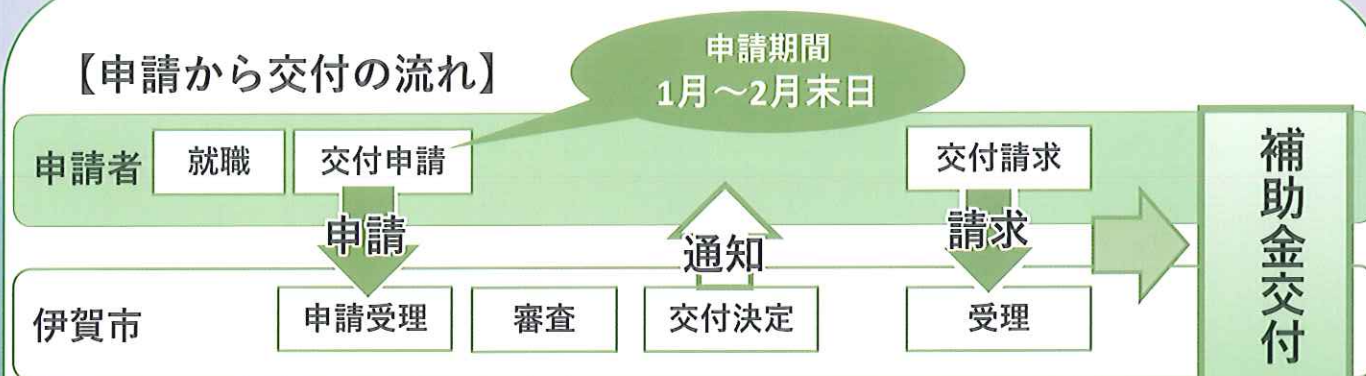 【申請から交付の流れ】
申請期間
1月～2月末日
申請者
就職
交付申請
交付請求
申請
通知
請求
伊賀市
申請受理
審査
交付決定
受理
補助金交付